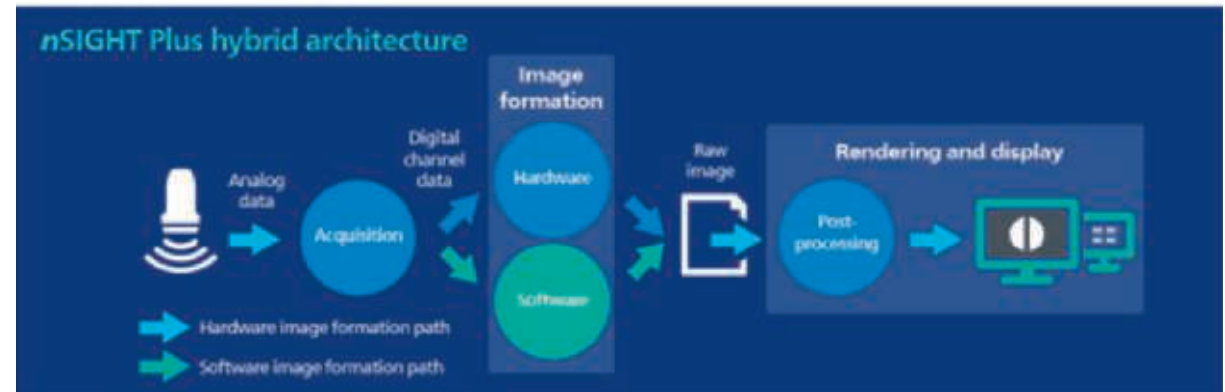 nSIGHT Plus hybrid architecture
Image
formation
Digital
channel
data
Analog
data
Acquisition
Hardware
Software
Raw
image
Rendering and display
Post-
processing
Hardware image formation path
Software image formation path